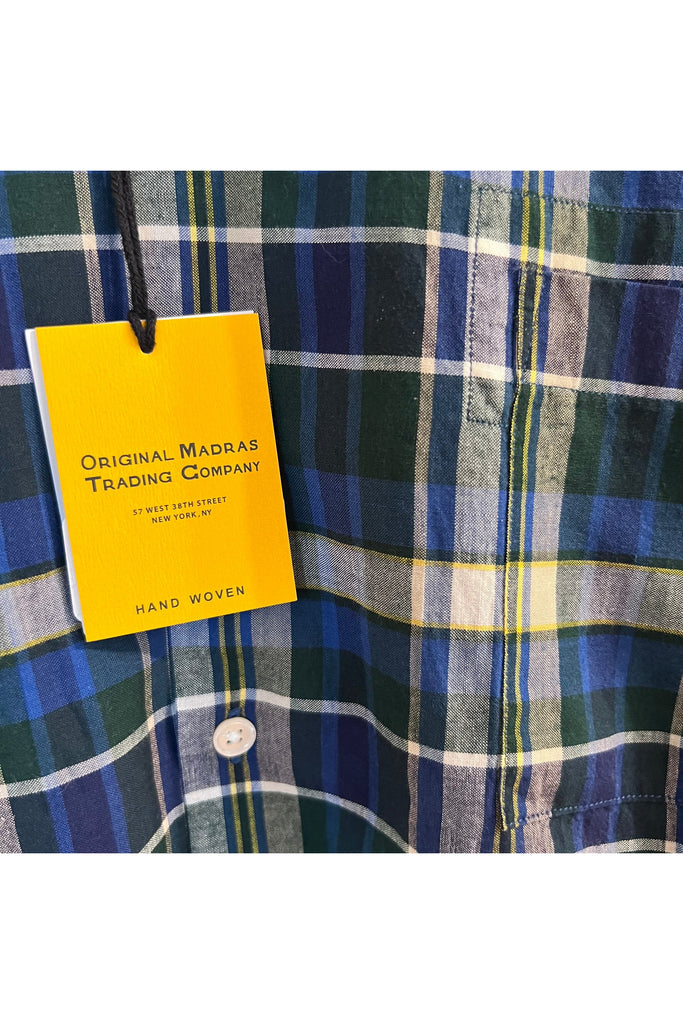 Original Madras
Trading Company
57 WEST 38TH STREET
NEW YORK, NY
HAND WOVEN